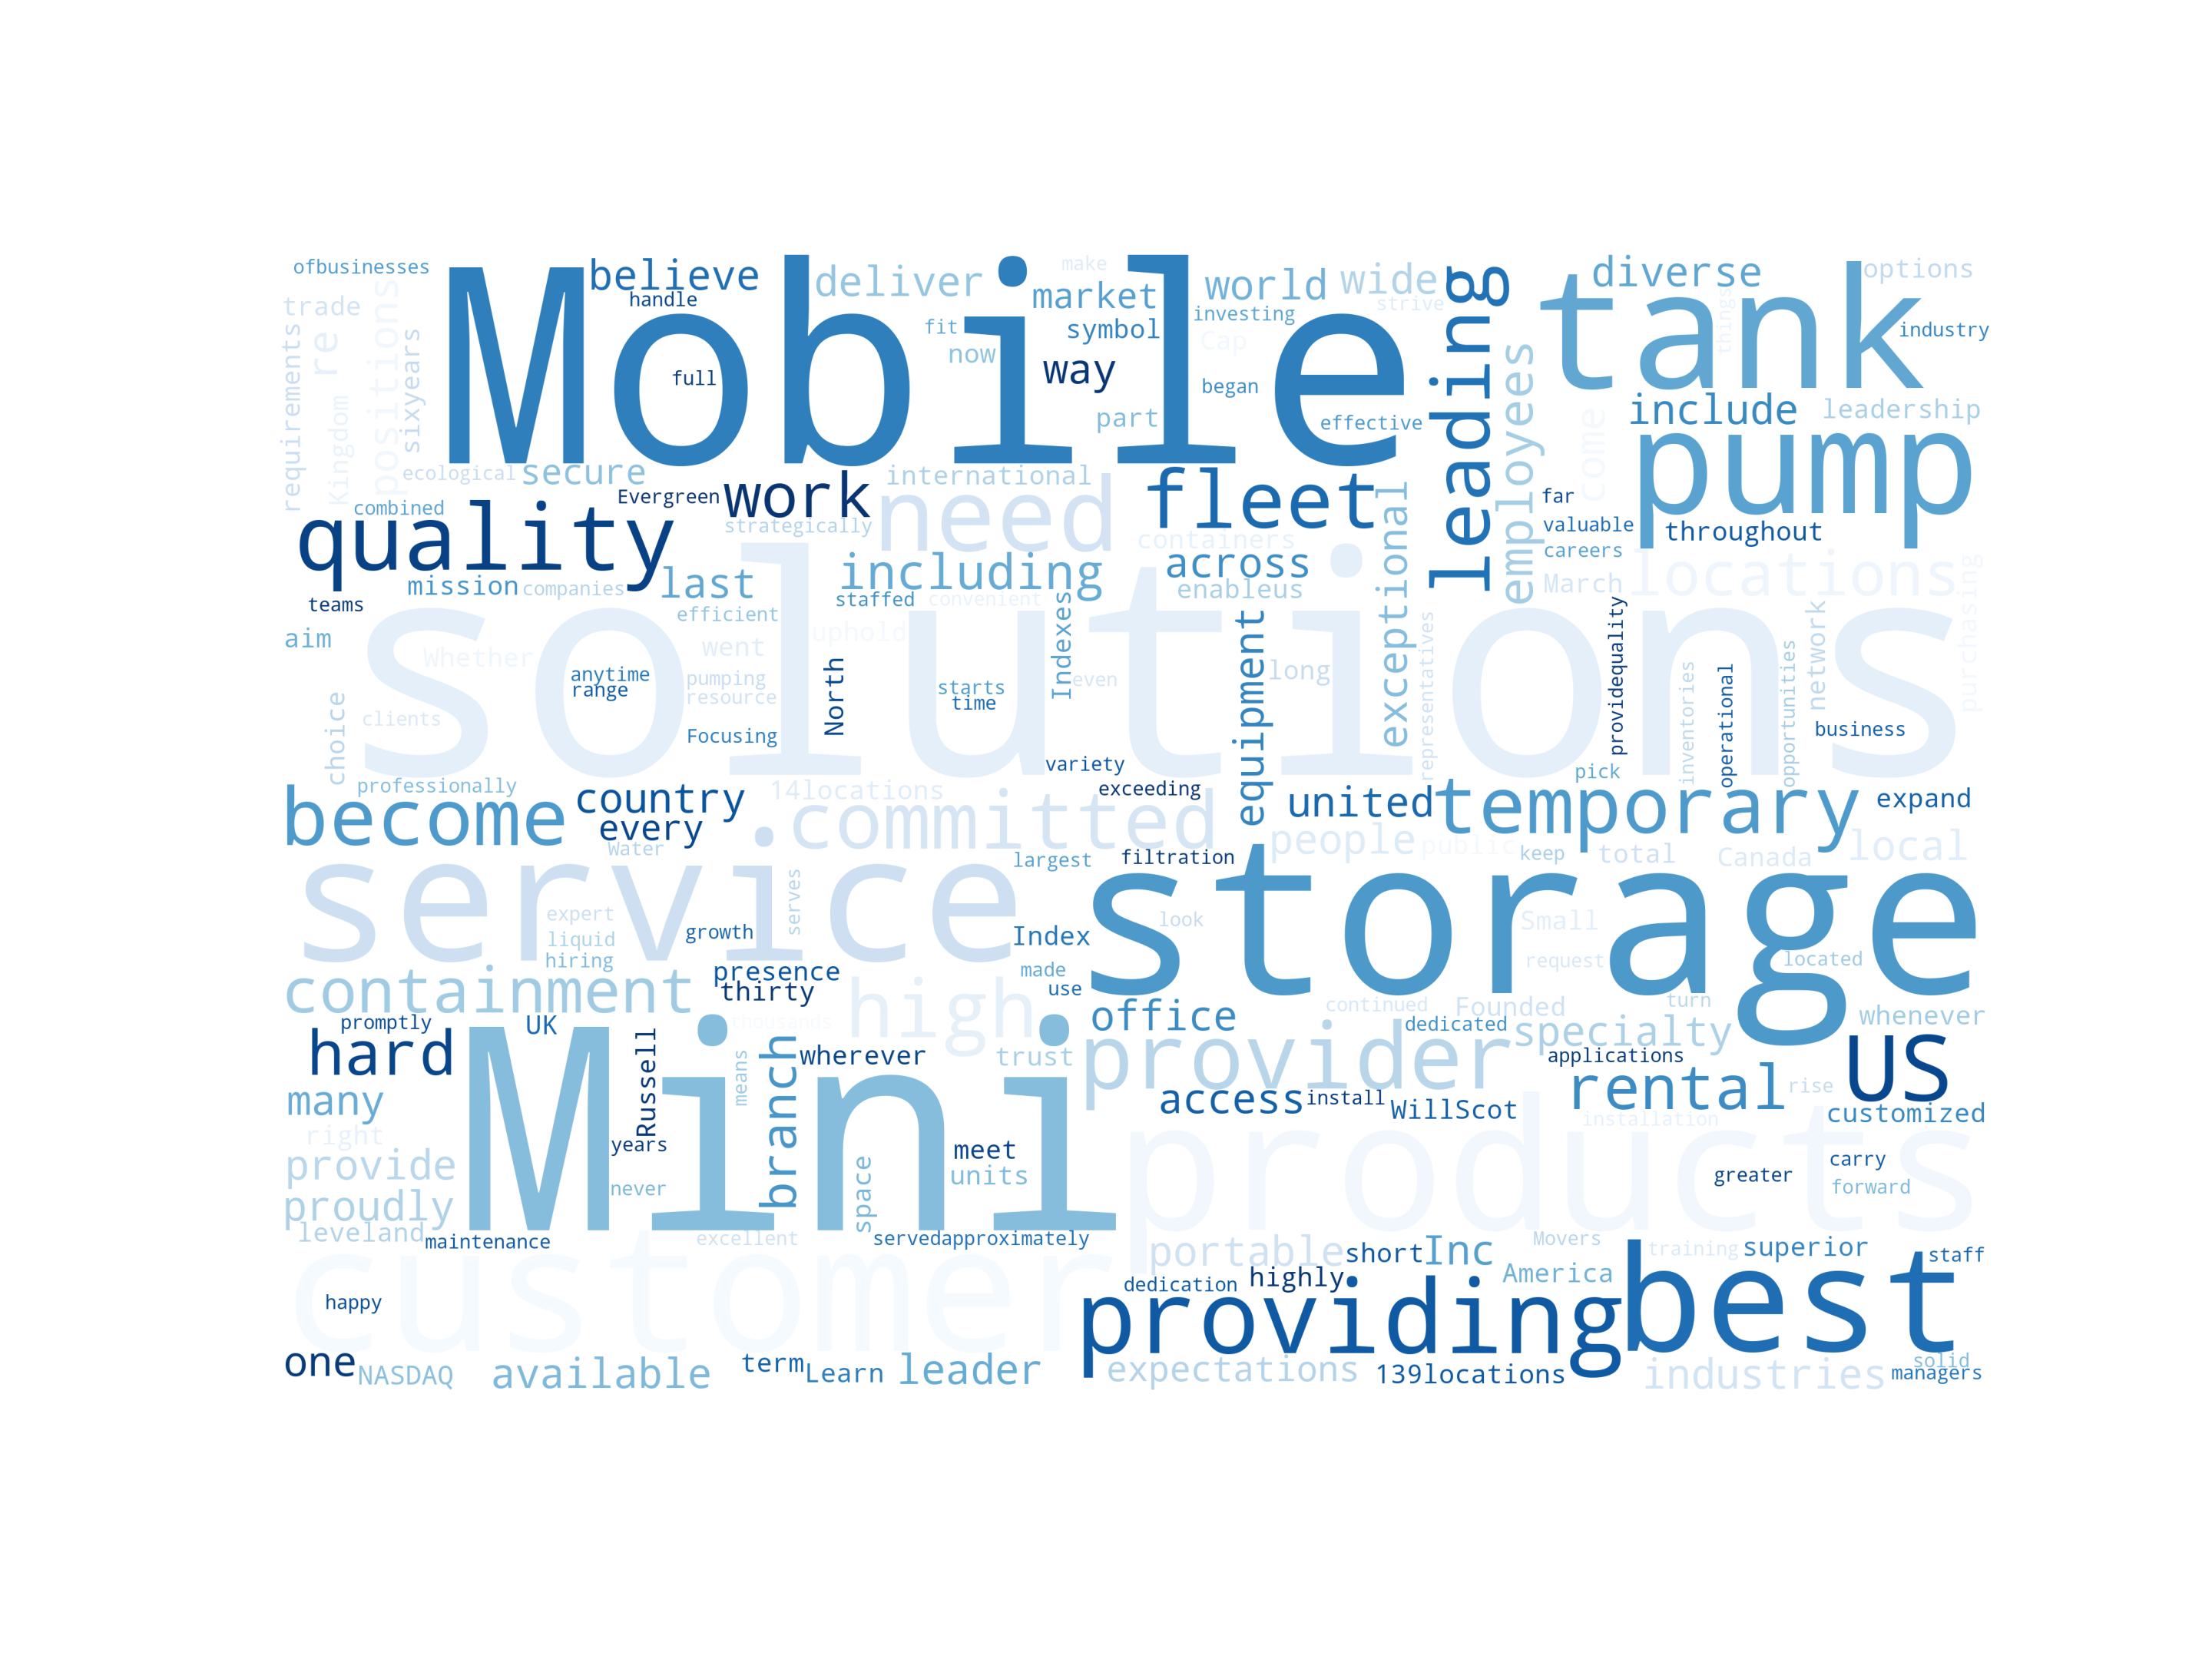 ofbusinesses
believe
deliver
make
world
wide
diverse
options
trade
handle
market
investing
strive
things
Mobile
leading
tank
industry
requirements
re
positions
sixyears
fit
symbol
Cap
now
way
full
began
employees
Kingdom
part
effective
come
include
leadership
pump
ecological
secure
international
combined
Evergreen
work
need
fleet
exceptional
far
quality
strategically
containers
valuable
throughout
careers
mission
companies
last
including
across
enableus
March
locations
purchasing
teams
efficient
staffed
convenient
Indexes
aim
uphold
equipment
representatives
providequality
network
Whether
went
solutions
anytime
range
pumping
resource
North
starts
time
even
long
inventories
operational
opportunities
choice
clients
Focusing
business
variety
pick
professionally
14locations
exceeding
become
country
committed
united
temporary
expand
every
.
Water
largest
filtration
people
public
keep
total
Canada
local
service
serves
storage
expert
look
Small
liquid
growth
Index
hiring
request
located
containment
presence
thirty
high
made
use
continued
Founded
turn
promptly
UK
thousands
office
dedicated
specialty
whenever
hard
Russell
means
branch
wherever
trust
provider
applications
US
rental
rise
many
access
install
WillScot
customized
right
years
Mini
meet
products
installation
provide
space
units
greater
carry
never
forward
proudly
leveland
maintenance
excellent
servedapproximately
portable
short
Inc
Movers
training
superior
staff
customer
dedication
highly
America
best
happy
providing
one
NASDAQ
available
term
Learn
leader
expectations
139locations
industries
solid
managers